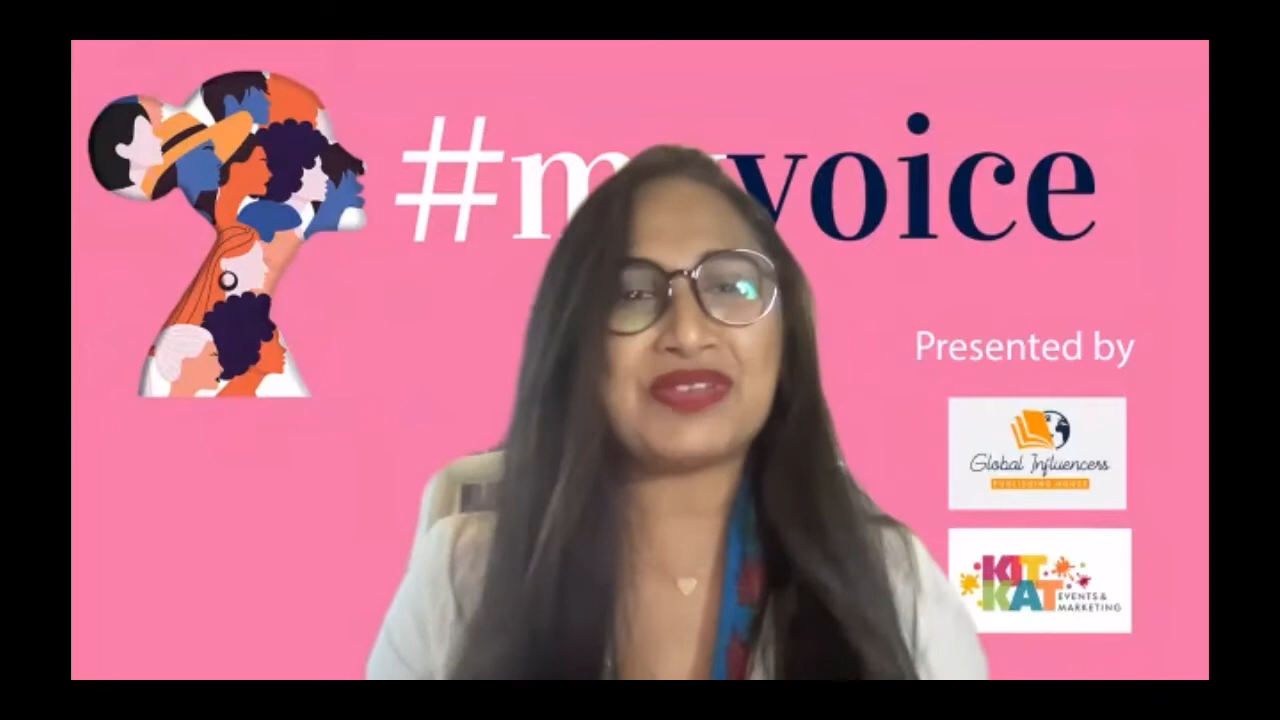 #m voice
Presented by
Global Influencers
PUBLISHING HOUSE
KIT
KAT
EVENTS &
MARKETING